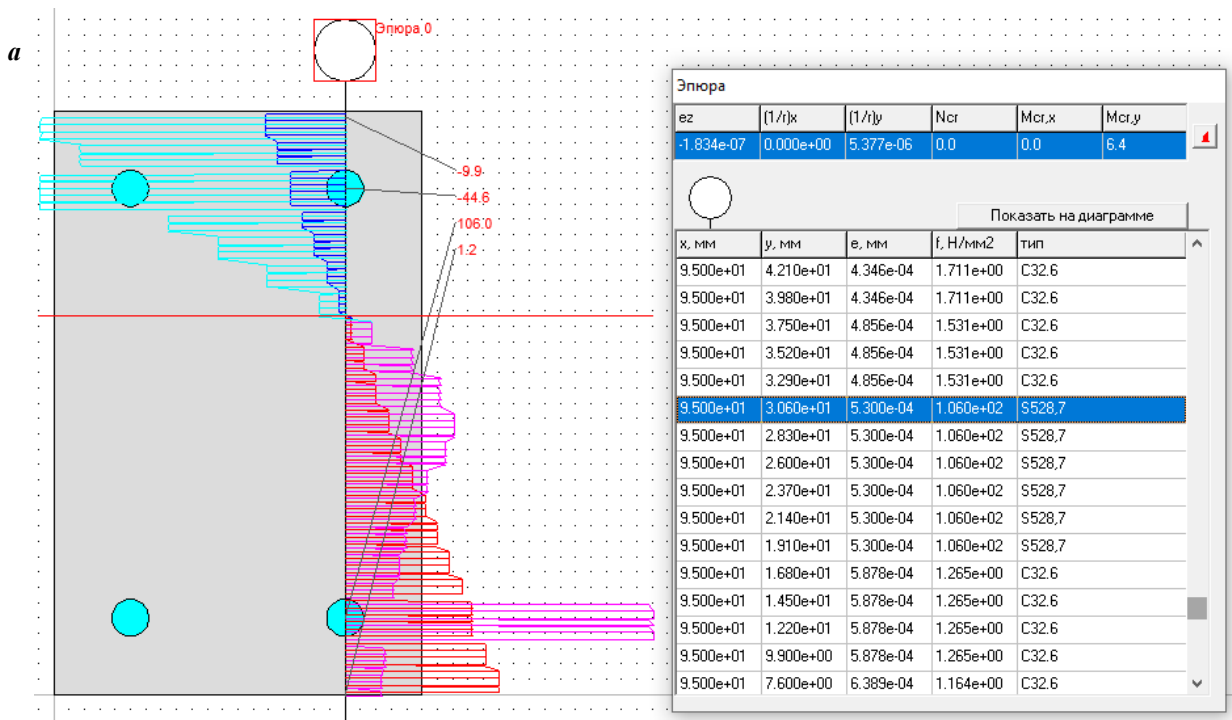 a
Эпюра 0
-9.9
-44.6
106.0
1.2
Эпюра
ez (1/r)x (1/r)y Ncr Mcr,x Mcr,y
-1.834e-07 0.000e+00 5.377e-06 0.0 0.0 6.4
Показать на диаграмме
x, мм y, мм e, мм f, Н/мм2 тип
9.500e+01 4.210e+01 4.346e-04 1.711e+00 C32.6
9.500e+01 3.980e+01 4.346e-04 1.711e+00 C32.6
9.500e+01 3.750e+01 4.856e-04 1.531e+00 C32.6
9.500e+01 3.520e+01 4.856e-04 1.531e+00 C32.6
9.500e+01 3.290e+01 4.856e-04 1.531e+00 C32.6
9.500e+01 3.060e+01 5.300e-04 1.060e+02 S528,7
9.500e+01 2.830e+01 5.300e-04 1.060e+02 S528,7
9.500e+01 2.600e+01 5.300e-04 1.060e+02 S528,7
9.500e+01 2.370e+01 5.300e-04 1.060e+02 S528,7
9.500e+01 2.140e+01 5.300e-04 1.060e+02 S528,7
9.500e+01 1.910e+01 5.300e-04 1.060e+02 S528,7
9.500e+01 1.680e+01 5.878e-04 1.265e+00 C32.6
9.500e+01 1.450e+01 5.878e-04 1.265e+00 C32.6
9.500e+01 1.220e+01 5.878e-04 1.265e+00 C32.6
9.500e+01 9.900e+00 5.878e-04 1.265e+00 C32.6
9.500e+01 7.600e+00 6.389e-04 1.164e+00 C32.6